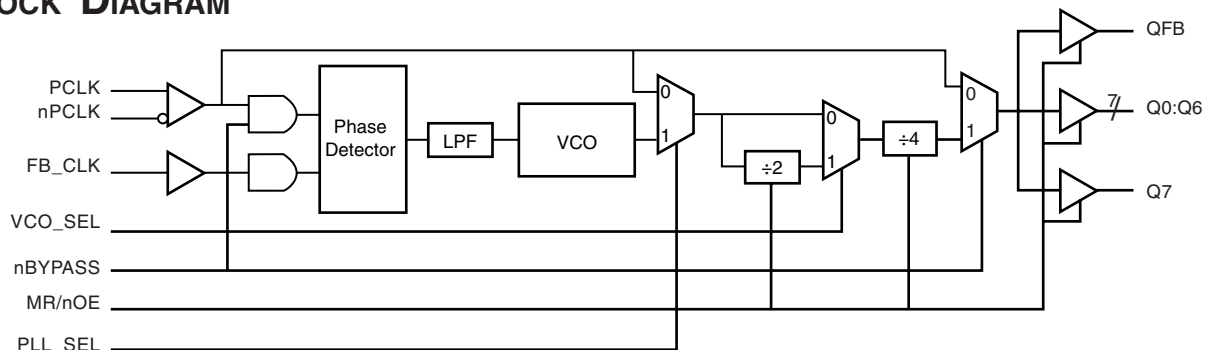 DIAGRAM
PCLK
nPCLK
FB_CLK
VCO_SEL
nBYPASS
MR/nOE
PLL_SEL
Phase
Detector
LPF
VCO
0
1
÷2
0
1
÷4
0
1
QFB
7
Q0:Q6
Q7